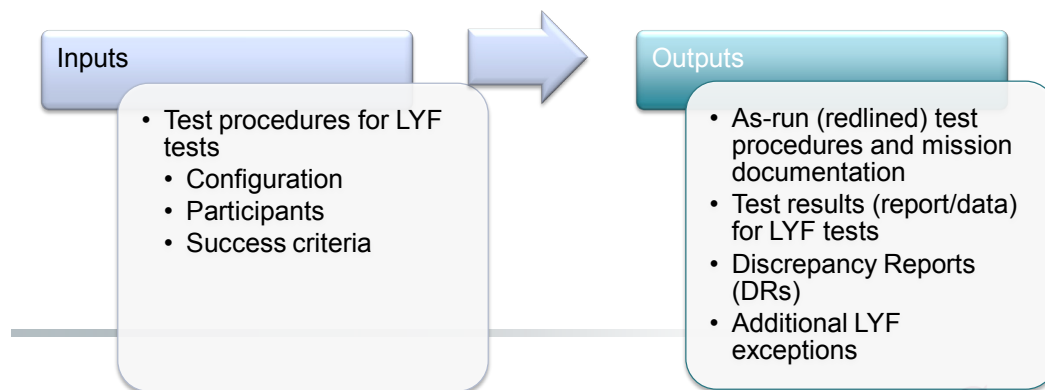 Inputs
• Test procedures for LYF
tests
• Configuration
• Participants
• Success criteria
Outputs
• As-run (redlined) test
procedures and mission
documentation
• Test results (report/data)
for LYF tests
• Discrepancy Reports
(DRs)
• Additional LYF
exceptions